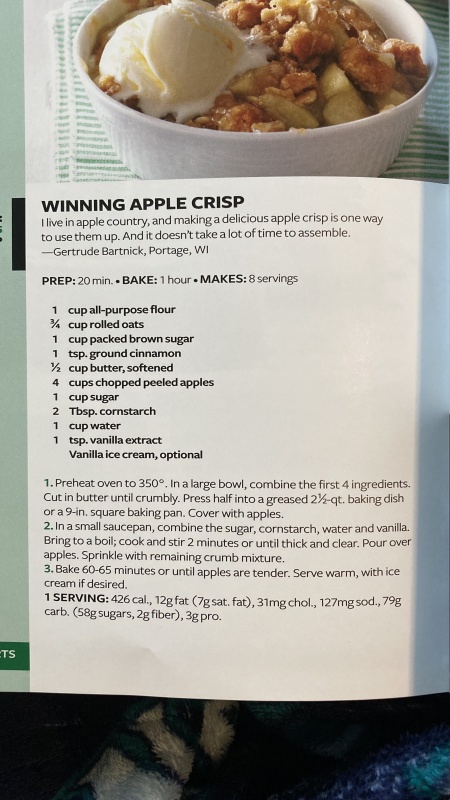 WINNING APPLE CRISP
I live in apple country, and making a delicious apple crisp is one way
to use them up. And it doesn't take a lot of time to assemble.
—Gertrude Bartnick, Portage, WI
PREP: 20 min. • BAKE: 1 hour • MAKES: 8 servings
1 cup all-purpose flour
¾ cup rolled oats
1 cup packed brown sugar
1 tsp. ground cinnamon
½ cup butter, softened
4 cups chopped peeled apples
1 cup sugar
2 Tbsp. cornstarch
1 cup water
1 tsp. vanilla extract
Vanilla ice cream, optional
1. Preheat oven to 350°. In a large bowl, combine the first 4 ingredients.
Cut in butter until crumbly. Press half into a greased 2½-qt. baking dish
or a 9-in. square baking pan. Cover with apples.
2. In a small saucepan, combine the sugar, cornstarch, water and vanilla.
Bring to a boil; cook and stir 2 minutes or until thick and clear. Pour over
apples. Sprinkle with remaining crumb mixture.
3. Bake 60-65 minutes or until apples are tender. Serve warm, with ice
cream if desired.
1 SERVING: 426 cal., 12g fat (7g sat. fat), 31mg chol., 127mg sod., 79g
carb. (58g sugars, 2g fiber), 3g pro.
RTS